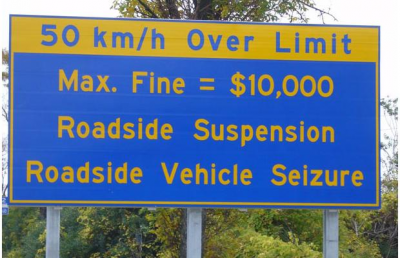 50 km/h Over Limit
Max. Fine = $10,000
Roadside Suspension
Roadside Vehicle Seizure